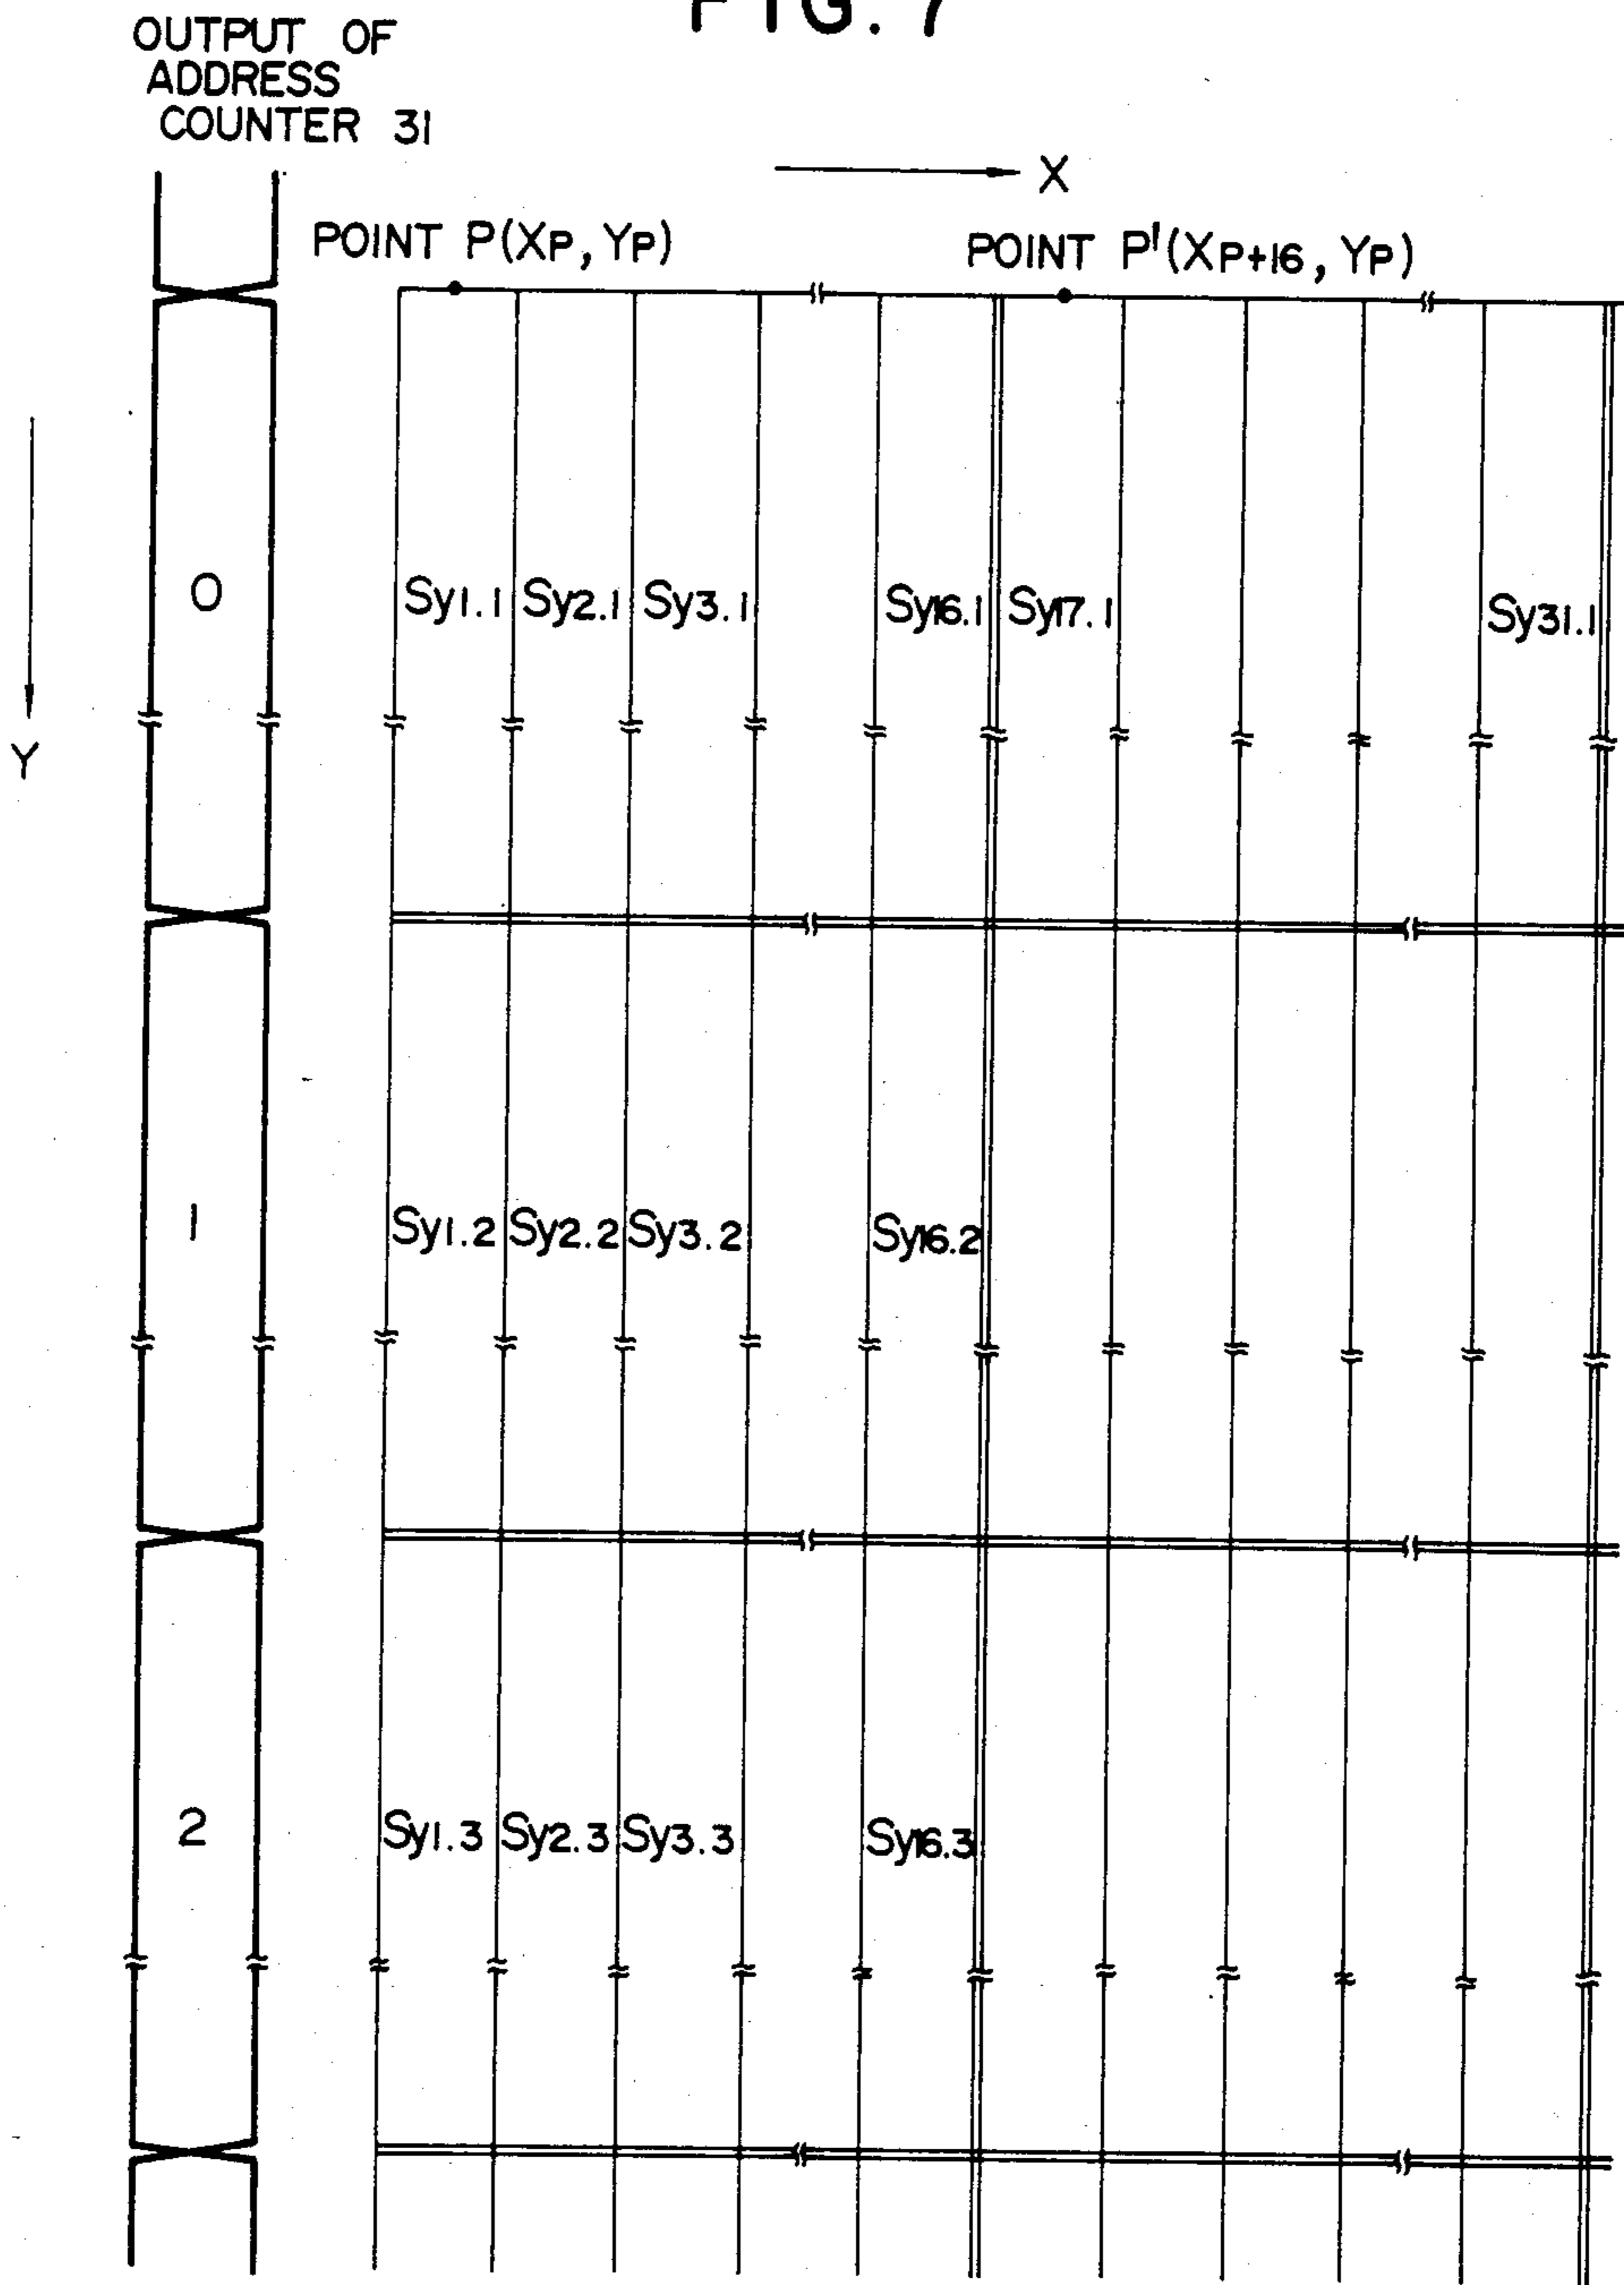 FIG. 7
OUTPUT OF
ADDRESS
COUNTER 31
X
POINT P(XP, YP)
POINT P'(XP+16, YP)
Y
0
Sy1.1 Sy2.1 Sy3.1 Sy16.1 Sy17.1 Sy31.1
1
Sy1.2 Sy2.2 Sy3.2 Sy16.2
2
Sy1.3 Sy2.3 Sy3.3 Sy16.3